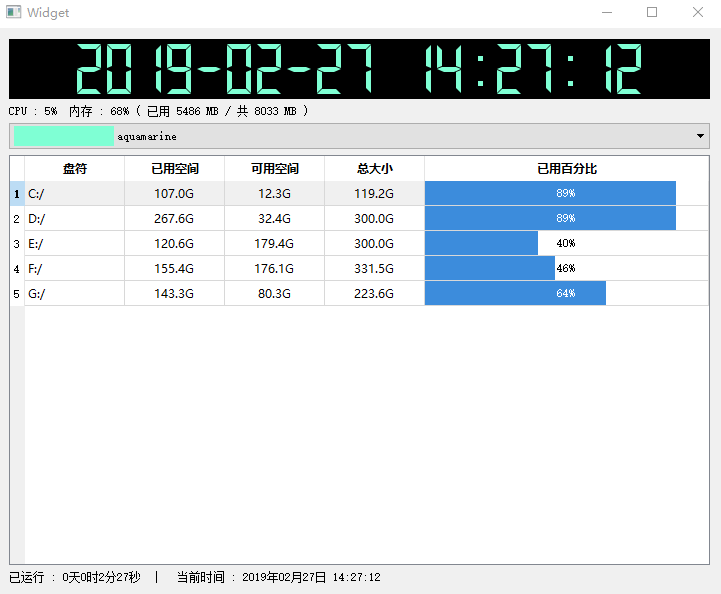 Widget
2019-02-27 14:27:12
CPU : 5% 内存 : 68% ( 已用 5486 MB / 共 8033 MB )
aquamarine
盘符 已用空间 可用空间 总大小 已用百分比
1 C:/ 107.0G 12.3G 119.2G 89%
2 D:/ 267.6G 32.4G 300.0G 89%
3 E:/ 120.6G 179.4G 300.0G 40%
4 F:/ 155.4G 176.1G 331.5G 46%
5 G:/ 143.3G 80.3G 223.6G 64%
已运行 : 0天0时2分27秒 | 当前时间 : 2019年02月27日 14:27:12